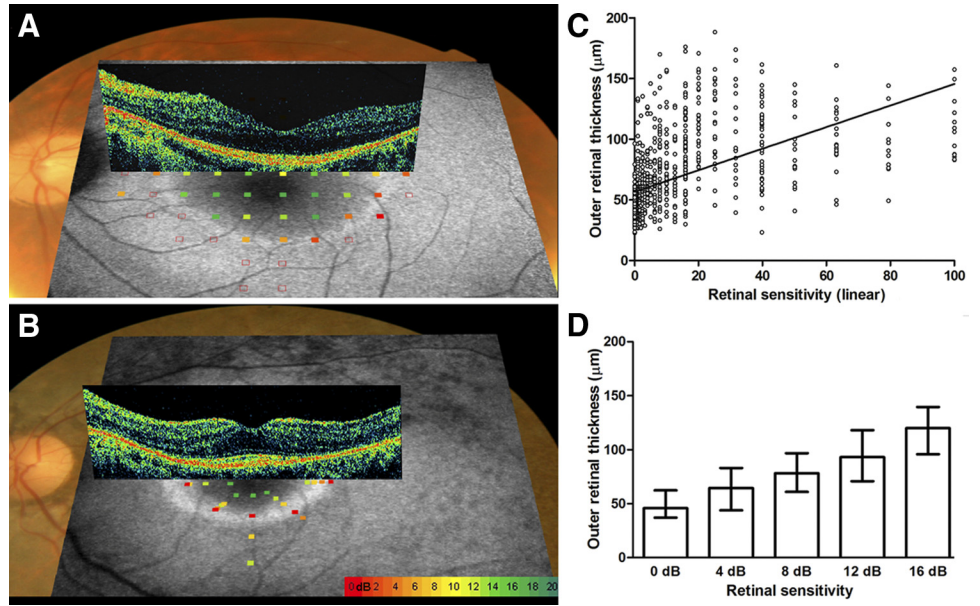 A
B
0 dB 2 4 6 8 10 12 14 16 18 20
C
Outer retinal thickness (μm)
200
150
100
50
0
0 20 40 60 80 100
Retinal sensitivity (linear)
D
Outer retinal thickness (μm)
200
150
100
50
0
0 dB 4 dB 8 dB 12 dB 16 dB
Retinal sensitivity